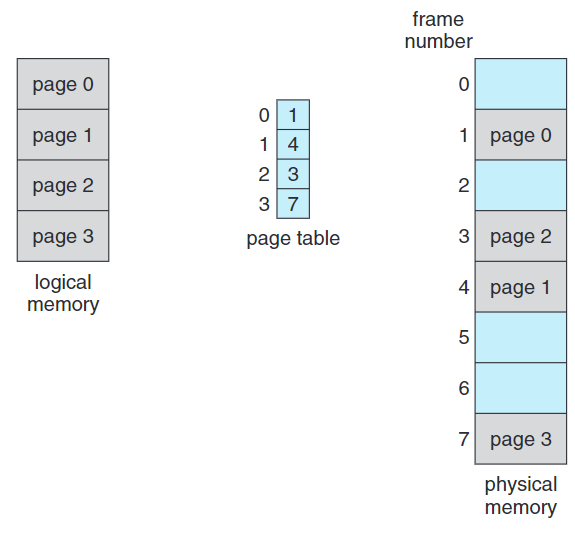 frame
number
page 0
page 1
page 2
page 3
logical
memory
0 1
1 4
2 3
3 7
page table
0
1 page 0
2
3 page 2
4 page 1
5
6
7 page 3
physical
memory